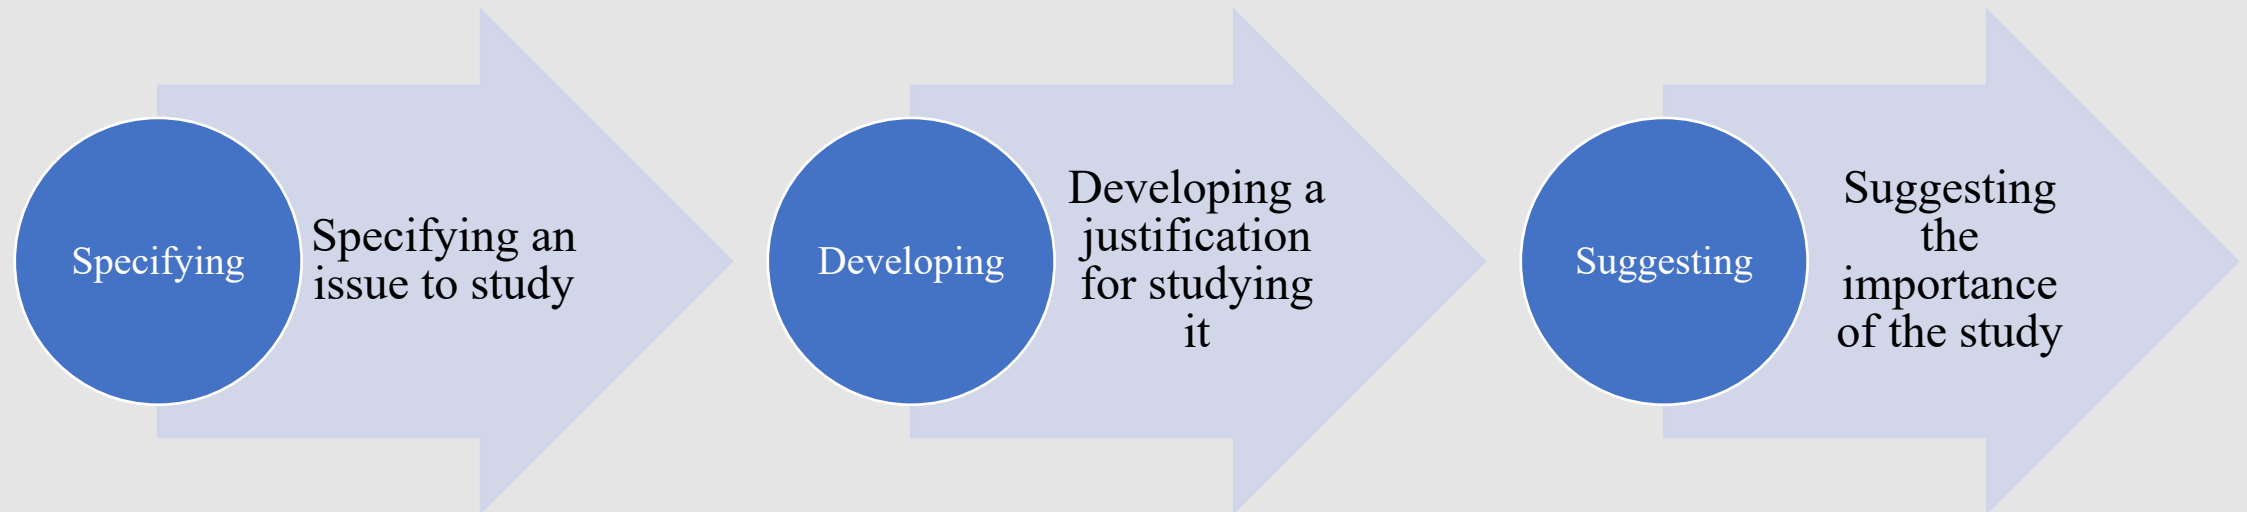 Specifying
Specifying an
issue to study
Developing
Developing a
justification
for studying
it
Suggesting
Suggesting
the
importance
of the study